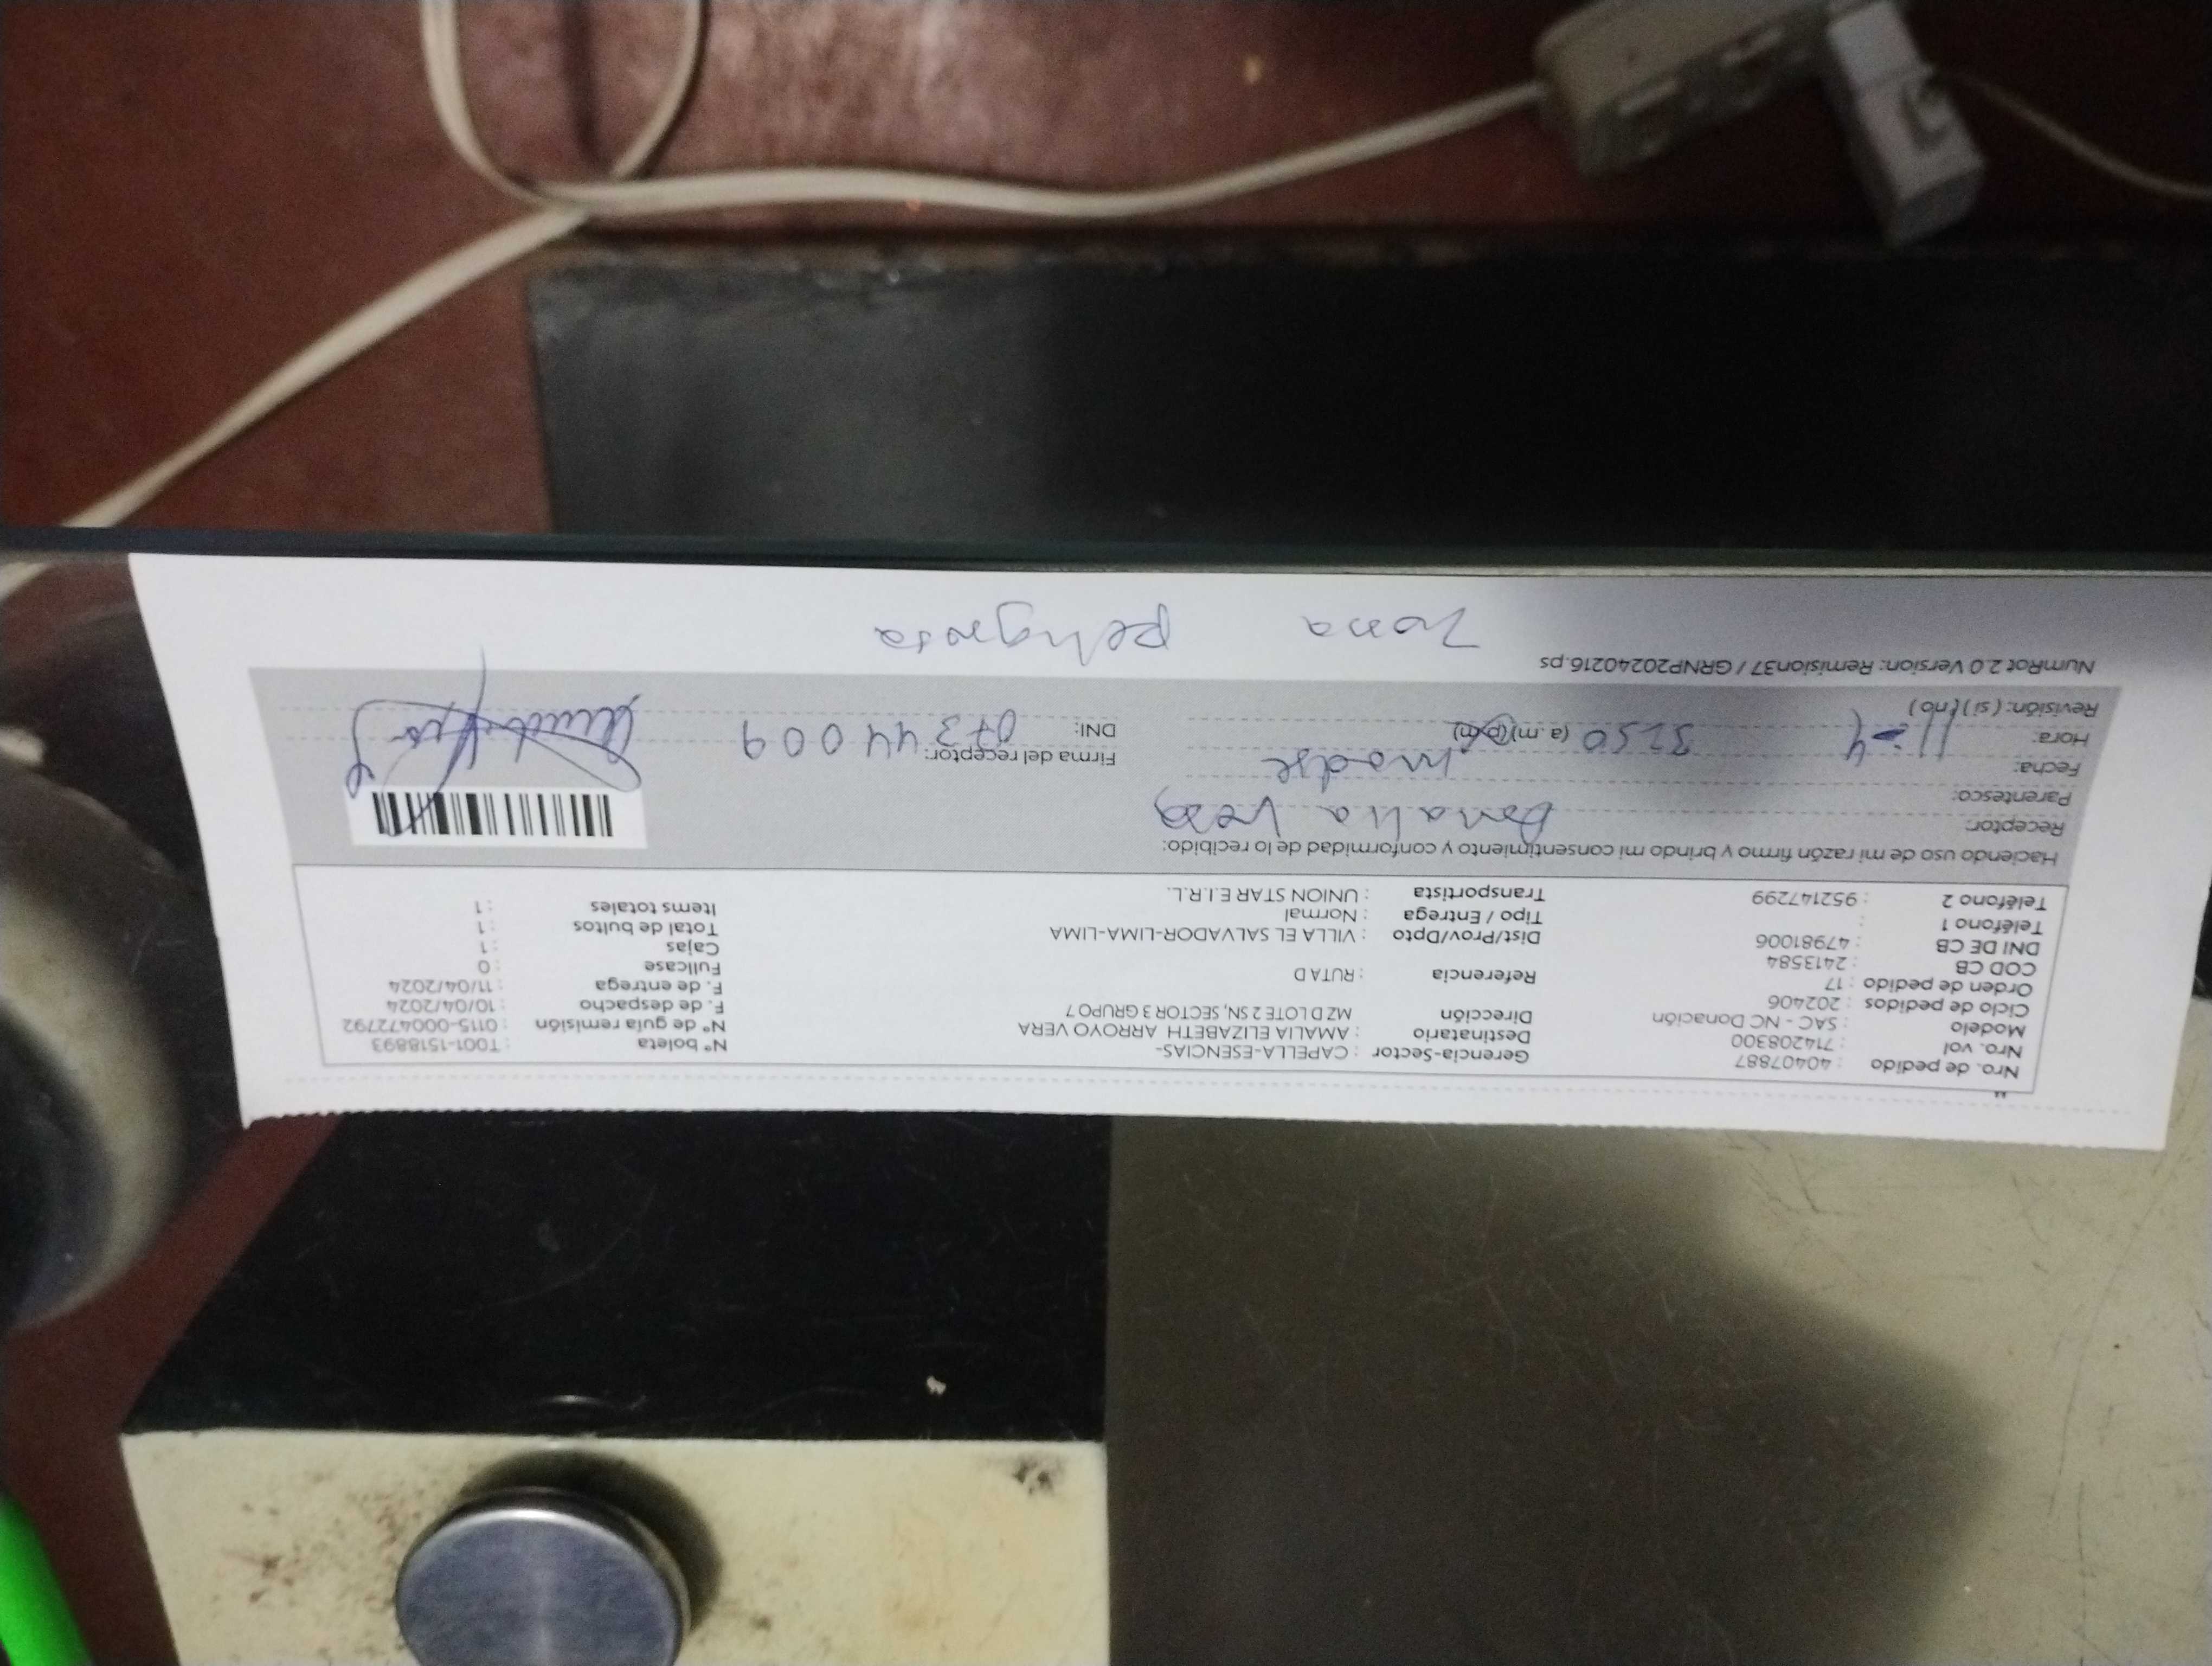 Nro. de pedido : 40407887
Nro. vol : 714208300
Modelo : SAC - NC Donación
Ciclo de pedidos : 202406
Orden de pedido : 17
COD CB : 2413584
DNI DE CB : 47981006
Teléfono 1 :
Teléfono 2 : 952147299
Gerencia-Sector : CAPELLA-ESENCIAS-
Destinatario : AMALIA ELIZABETH ARROYO VERA
Dirección MZ D LOTE 2 SN, SECTOR 3 GRUPO 7
Referencia : RUTA D
Dist/Prov/Dpto : VILLA EL SALVADOR-LIMA-LIMA
Tipo / Entrega : Normal
Transportista : UNION STAR E.I.R.L.
N° boleta : T001-1518893
N° de guía remisión : 0115-000472792
F. de despacho : 10/04/2024
F. de entrega : 11/04/2024
Fullcase : 0
Cajas : 1
Total de bultos : 1
Items totales : 1
Haciendo uso de mi razón firmo y brindo mi consentimiento y conformidad de lo recibido:
Receptor: Amalia Vera
Parentesco: madre
Fecha: 11-4
Hora: 3250 (a.m)(p.m)
Revisión: (si)(no)
Firma del receptor:
DNI: 07344009
NumRot 2.0 Version: Remision37 / GRNP20240216.ps
Zona peligrosa